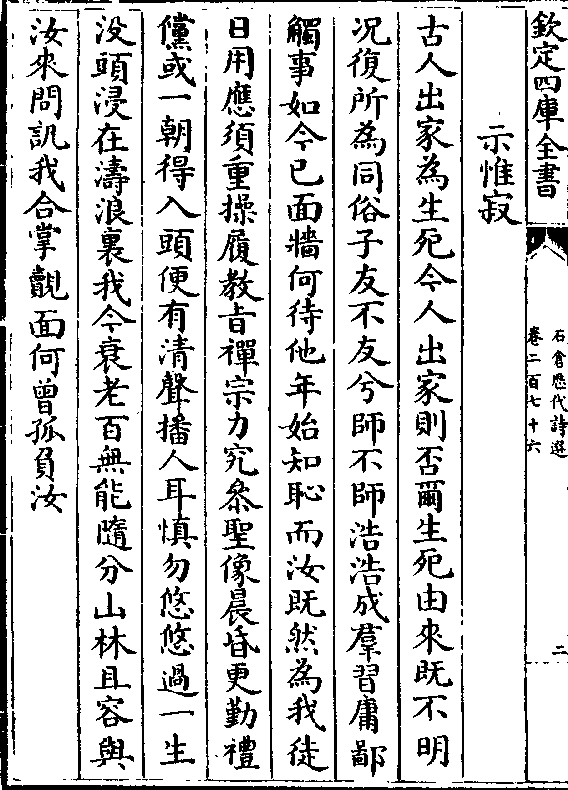 欽定四庫全書
石倉歷代詩選
卷二百七十六
二
示惟寂
古人出家為生死今人出家則否爾生死由來既不明
况復所為同俗子友不友兮師不師浩浩成羣習庸鄙
觸事如今已面牆何待他年始知恥而汝既然為我徒
日用應須重操履教旨禪宗力究叅聖像晨昏更勤禮
儻或一朝得入頭便有清聲播人耳慎勿悠悠過一生
没頭浸在濤浪裏我今衰老百無能隨分山林且容與
汝來問訊我合掌覿面何曾孤負汝